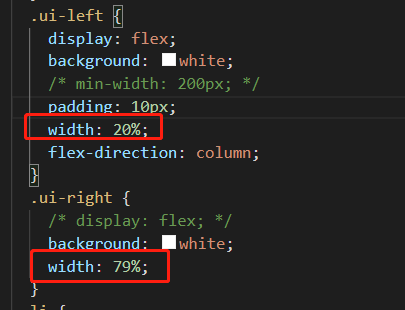 .ui-left {
display: flex;
background: white;
/* min-width: 200px; */
padding: 10px;
width: 20%;
flex-direction: column;
}
.ui-right {
/* display: flex; */
background: white;
width: 79%;
}
li {